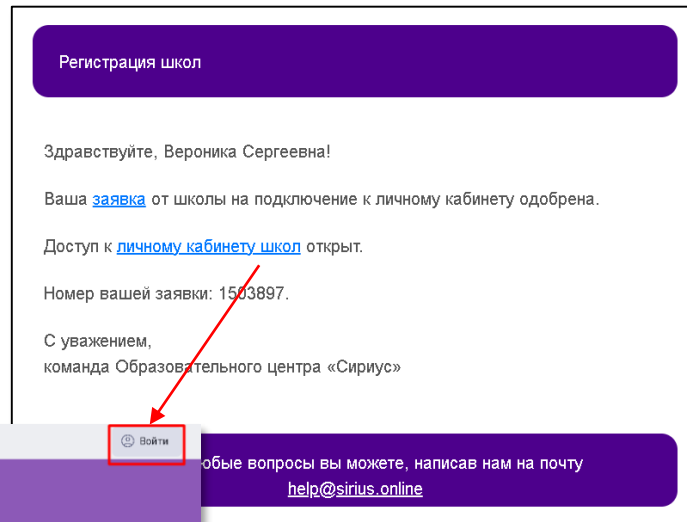 Регистрация школ
Здравствуйте, Вероника Сергеевна!
Ваша заявка от школы на подключение к личному кабинету одобрена.
Доступ к личному кабинету школ открыт.
Номер вашей заявки: 1503897.
С уважением,
команда Образовательного центра «Сириус»
Войти
вопросы вы можете, написав нам на почту
help@sirius.online